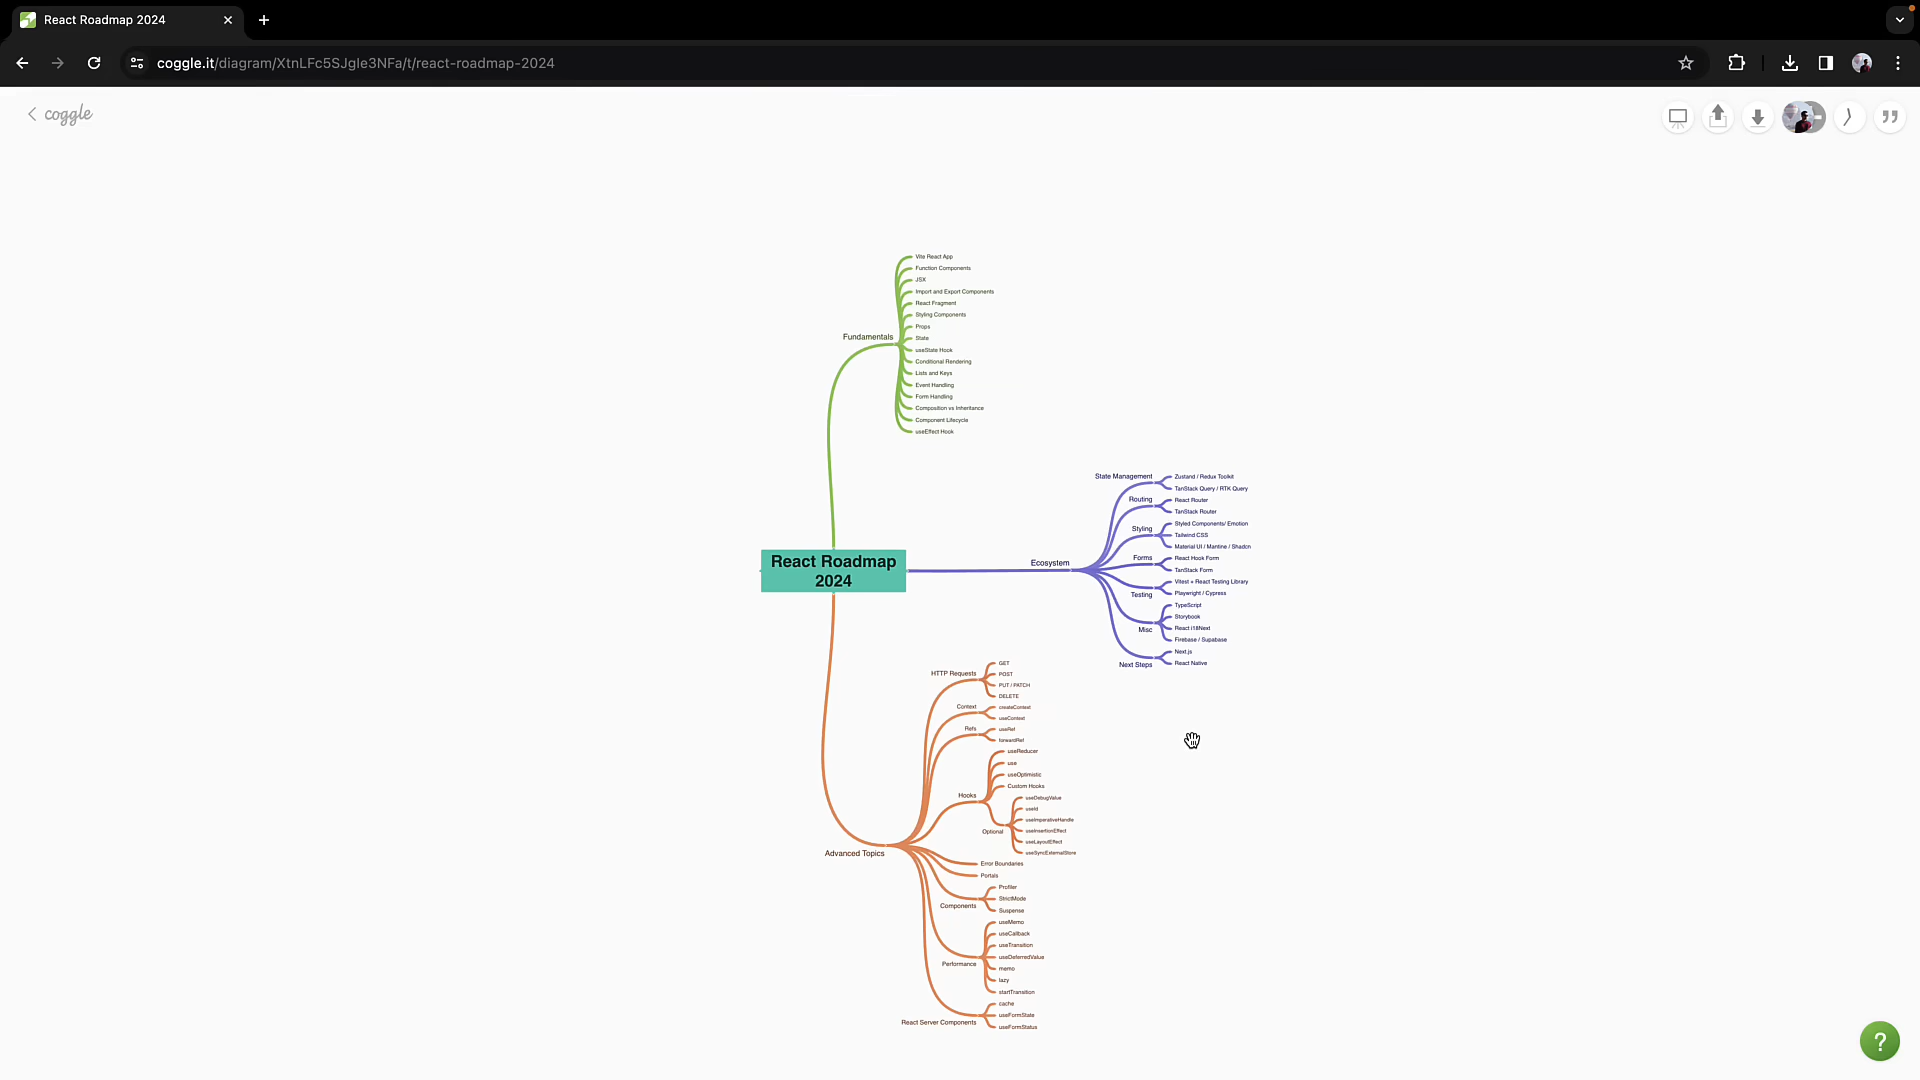 React Roadmap 2024
coggle.it/diagram/XtnLFc5SJgle3NFa/t/react-roadmap-2024
coggle
Fundamentals
Vite React App
Function Components
JSX
Import and Export Components
React Fragment
Styling Components
Props
State
useState Hook
Conditional Rendering
Lists and Keys
Event Handling
Form Handling
Composition vs Inheritance
Component Lifecycle
useEffect Hook
React Roadmap
2024
Ecosystem
State Management
Zustand / Redux Toolkit
TanStack Query / RTK Query
Routing
React Router
TanStack Router
Styling
Styled Components/ Emotion
Tailwind CSS
Material UI / Mantine / Shadcn
Forms
React Hook Form
TanStack Form
Testing
Vitest + React Testing Library
Playwright / Cypress
Misc
TypeScript
Storybook
React i18Next
Firebase / Supabase
Next Steps
Next.js
React Native
Advanced Topics
HTTP Requests
GET
POST
PUT / PATCH
DELETE
Context
createContext
useContext
Refs
useRef
forwardRef
Hooks
useReducer
use
useOptimistic
Custom Hooks
Optional
useDebugValue
useId
useImperativeHandle
useInsertionEffect
useLayoutEffect
useSyncExternalStore
Error Boundaries
Portals
Components
Profiler
StrictMode
Suspense
Performance
useMemo
useCallback
useTransition
useDeferredValue
memo
lazy
startTransition
React Server Components
cache
useFormState
useFormStatus
?